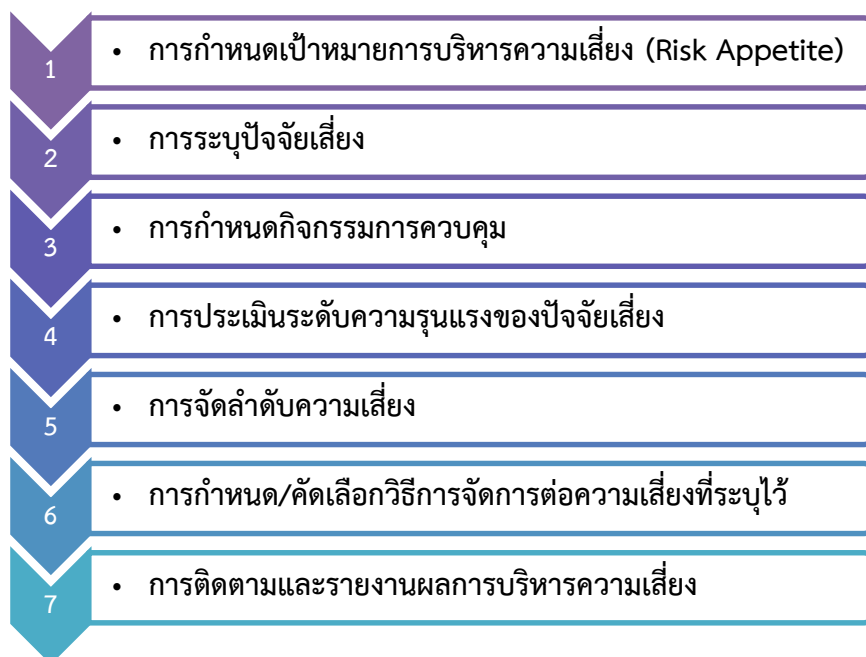 1
• การกำหนดเป้าหมายการบริหารความเสี่ยง (Risk Appetite)
2
• การระบุปัจจัยเสี่ยง
3
• การกำหนดกิจกรรมการควบคุม
4
• การประเมินระดับความรุนแรงของปัจจัยเสี่ยง
5
• การจัดลำดับความเสี่ยง
6
• การกำหนด/คัดเลือกวิธีการจัดการต่อความเสี่ยงที่ระบุไว้
7
• การติดตามและรายงานผลการบริหารความเสี่ยง